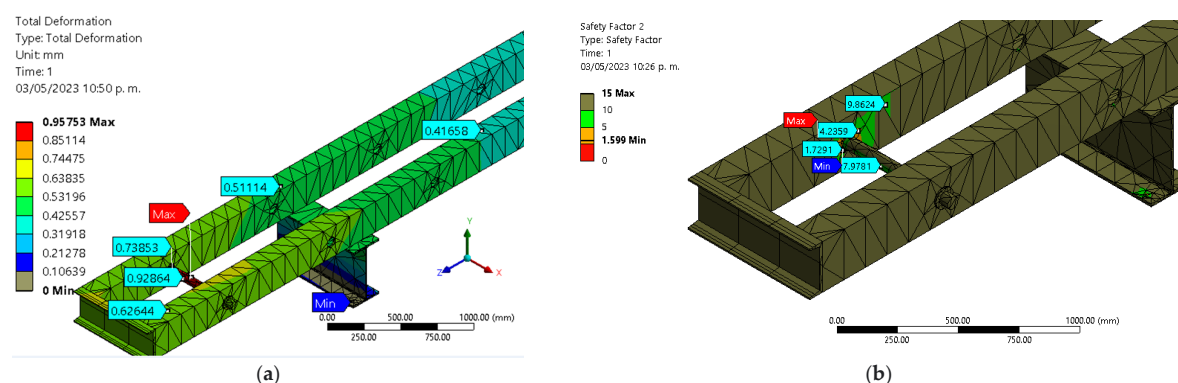 Total Deformation
Type: Total Deformation
Unit: mm
Time: 1
03/05/2023 10:50 p. m.
0.95753 Max
0.85114
0.74475
0.63835
0.53196
0.42557
0.31918
0.21278
0.10639
0 Min
0.41658
0.51114
Max
0.73853
0.92864
0.62644
Min
Y
Z
X
0.00
500.00
1000.00 (mm)
250.00
750.00
(a)
Safety Factor 2
Type: Safety Factor
Time: 1
03/05/2023 10:26 p. m.
15 Max
10
5
1.599 Min
0
9.8624
Max
4.2359
1.7291
Min
7.9781
0.00
500.00
1000.00 (mm)
250.00
750.00
(b)